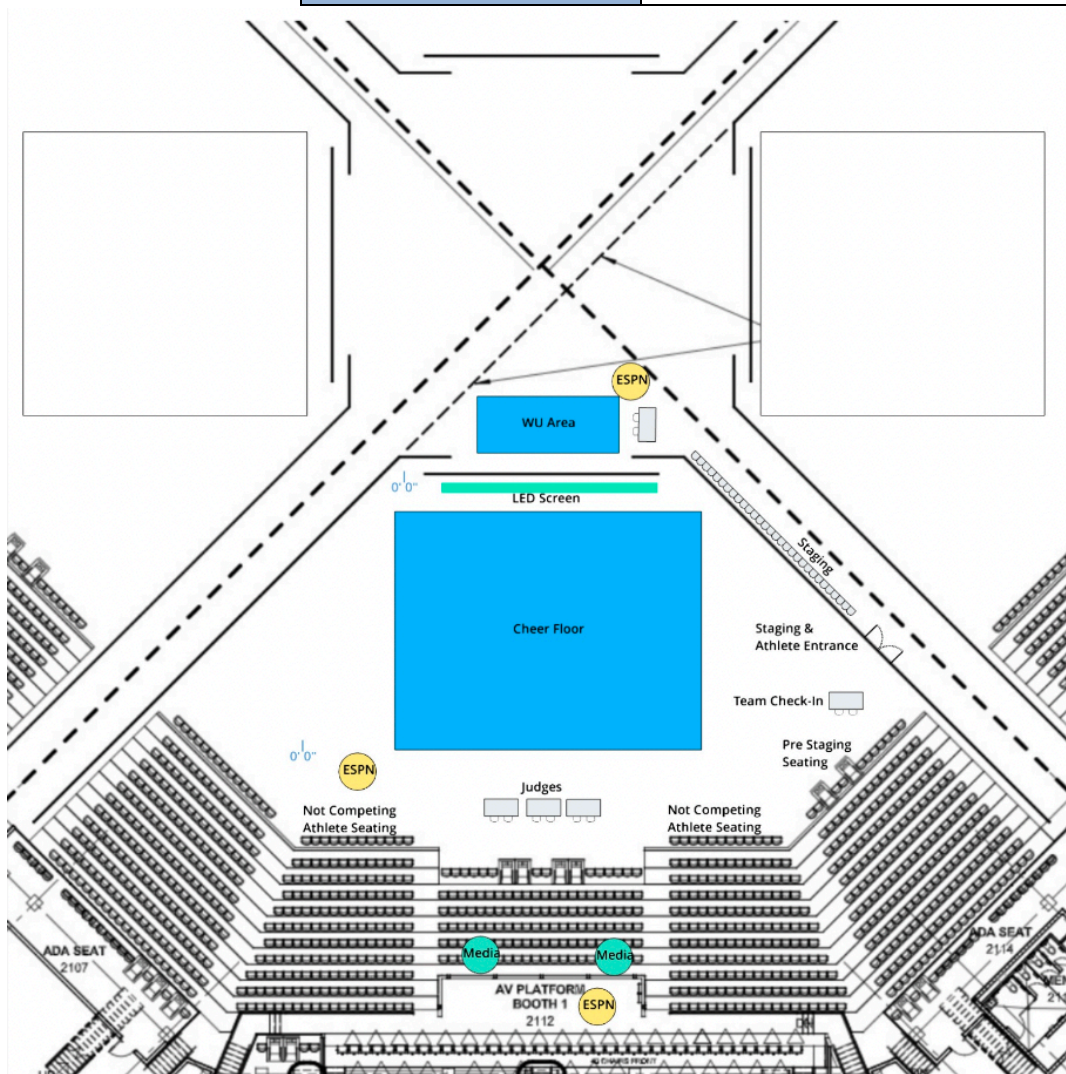 ESPN
WU Area
0' 0"
LED Screen
Staging
Cheer Floor
Staging &
Athlete Entrance
Team Check-In
0' 0"
Pre Staging
Seating
ESPN
Judges
Not Competing
Athlete Seating
Not Competing
Athlete Seating
ADA SEAT
2107
ADA SEAT
2114
Media
Media
AV PLATFORM
BOOTH 1
2112
ESPN